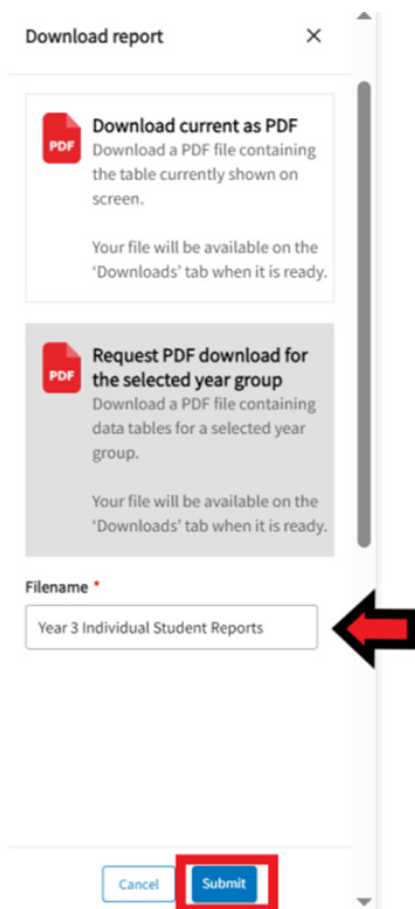 Download report
PDF
Download current as PDF
Download a PDF file containing
the table currently shown on
screen.
Your file will be available on the
‘Downloads’ tab when it is ready.
PDF
Request PDF download for
the selected year group
Download a PDF file containing
data tables for a selected year
group.
Your file will be available on the
‘Downloads’ tab when it is ready.
Filename *
Year 3 Individual Student Reports
Cancel
Submit